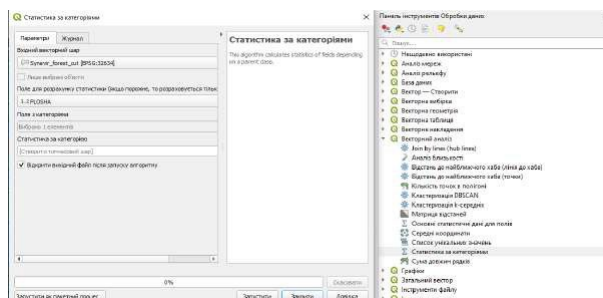 Статистика за категоріями
Параметри Журнал
Вхідний векторний шар
Synevir_forest_cut [EPSG:32634]
Лише вибрані об'єкти
Поле для розрахунку статистики (якщо порожнє, то розраховується тільк
1.2 PLOSHA
Поля з категоріями
Вибрано: 1 елементів
Статистика за категорією
[Створити тимчасовий шар]
Відкрити вихідний файл після запуску алгоритму
Статистика за категоріями
This algorithm calculates statistics of fields depending on a parent class.
0%
Скасувати
Запустити як пакетний процес...
Запустити Закрити Довідка
Панель інструментів Обробки даних
Пошук...
Нещодавно використані
Аналіз мереж
Аналіз рельєфу
База даних
Вектор — Створити
Векторна вибірка
Векторна геометрія
Векторна таблиця
Векторне накладення
Векторний аналіз
Join by lines (hub lines)
Аналіз близькості
Відстань до найближчого хаба (лінія до хаба)
Відстань до найближчого хаба (точки)
Кількість точок в полігоні
Кластеризація DBSCAN
Кластеризація k-середніх
Матриця відстаней
Основні статистичні дані для полів
Середні координати
Список унікальних значень
Статистика за категоріями
Сума довжин рядків
Графіки
Загальний вектор
Інструменти файлу